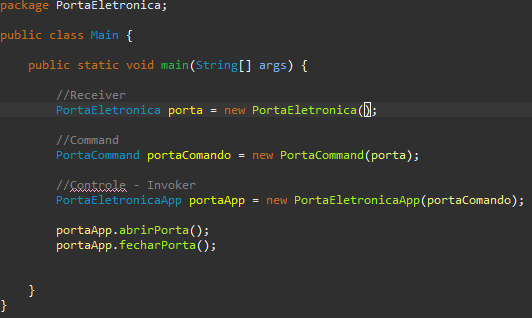 package PortaEletronica;
public class Main {
public static void main(String[] args) {
//Receiver
PortaEletronica porta = new PortaEletronica();
//Command
PortaCommand portaComando = new PortaCommand(porta);
//Controle - Invoker
PortaEletronicaApp portaApp = new PortaEletronicaApp(portaComando);
portaApp.abrirPorta();
portaApp.fecharPorta();
}
}